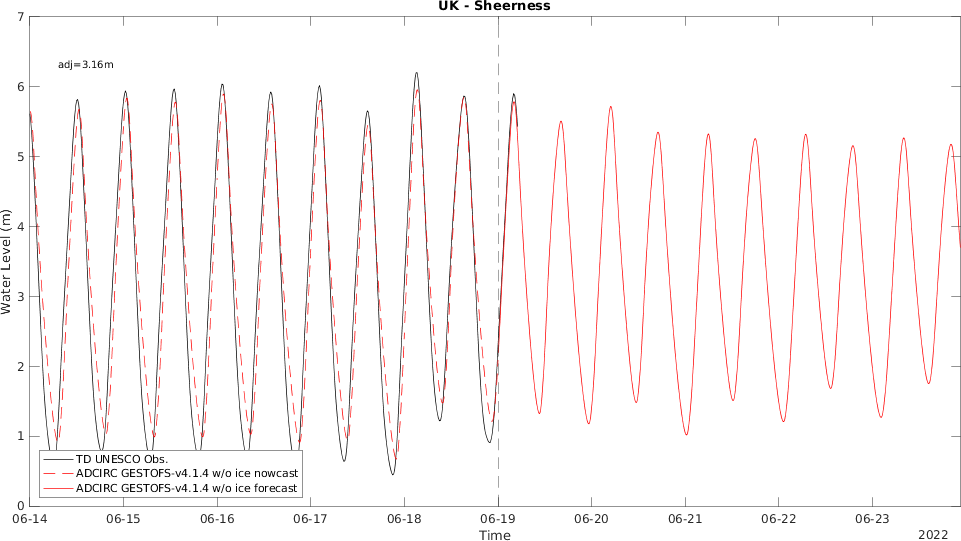 UK - Sheerness
7
adj=3.16m
6
5
4
3
2
1
0
Water Level (m)
TD UNESCO Obs.
ADCIRC GESTOFS-v4.1.4 w/o ice nowcast
ADCIRC GESTOFS-v4.1.4 w/o ice forecast
06-14 06-15 06-16 06-17 06-18 06-19 06-20 06-21 06-22 06-23
Time
2022